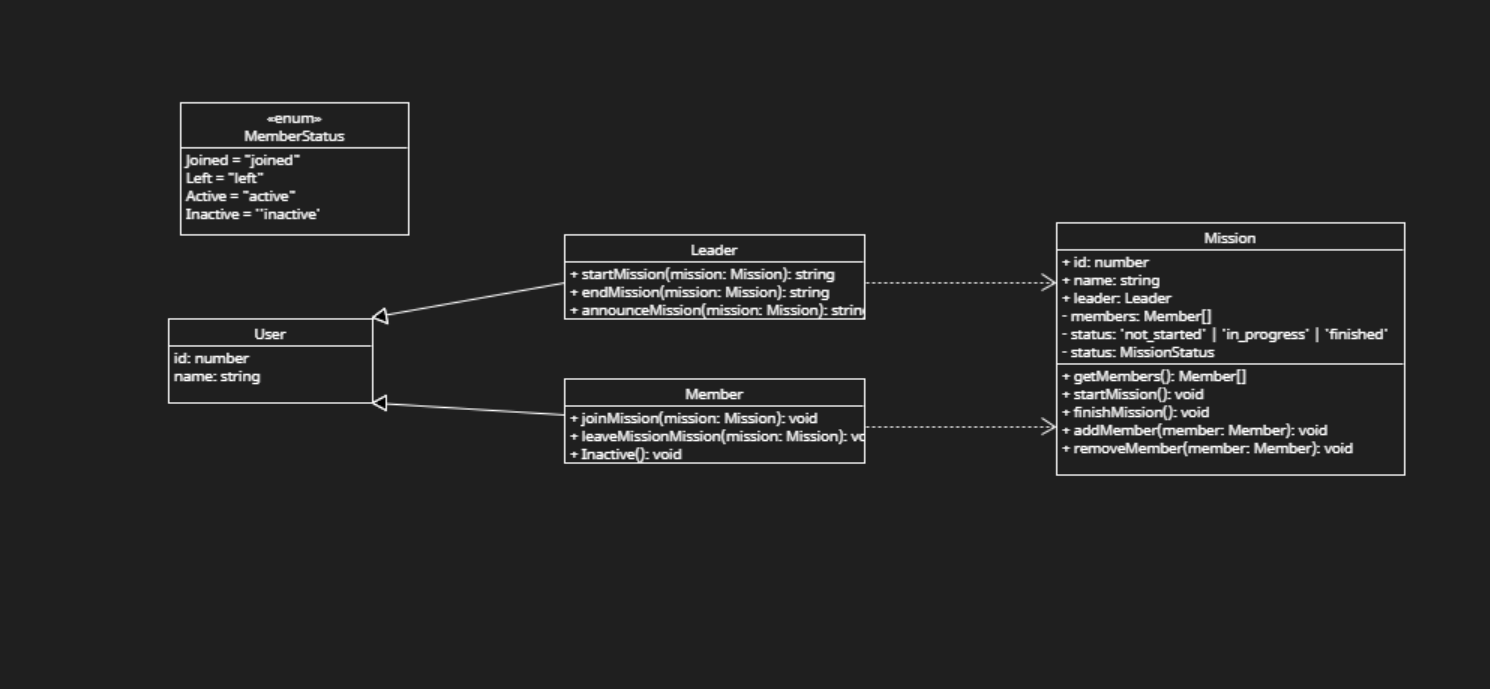 «enum»
MemberStatus
Joined = "joined"
Left = "left"
Active = "active"
Inactive = "inactive'
User
id: number
name: string
Leader
+ startMission(mission: Mission): string
+ endMission(mission: Mission): string
+ announceMission(mission: Mission): strin
Member
+ joinMission(mission: Mission): void
+ leaveMissionMission(mission: Mission): vo
+ Inactive(): void
Mission
+ id: number
+ name: string
+ leader: Leader
- members: Member[]
- status: 'not_started' | 'in_progress' | 'finished'
- status: MissionStatus
+ getMembers(): Member[]
+ startMission(): void
+ finishMission(): void
+ addMember(member: Member): void
+ removeMember(member: Member): void